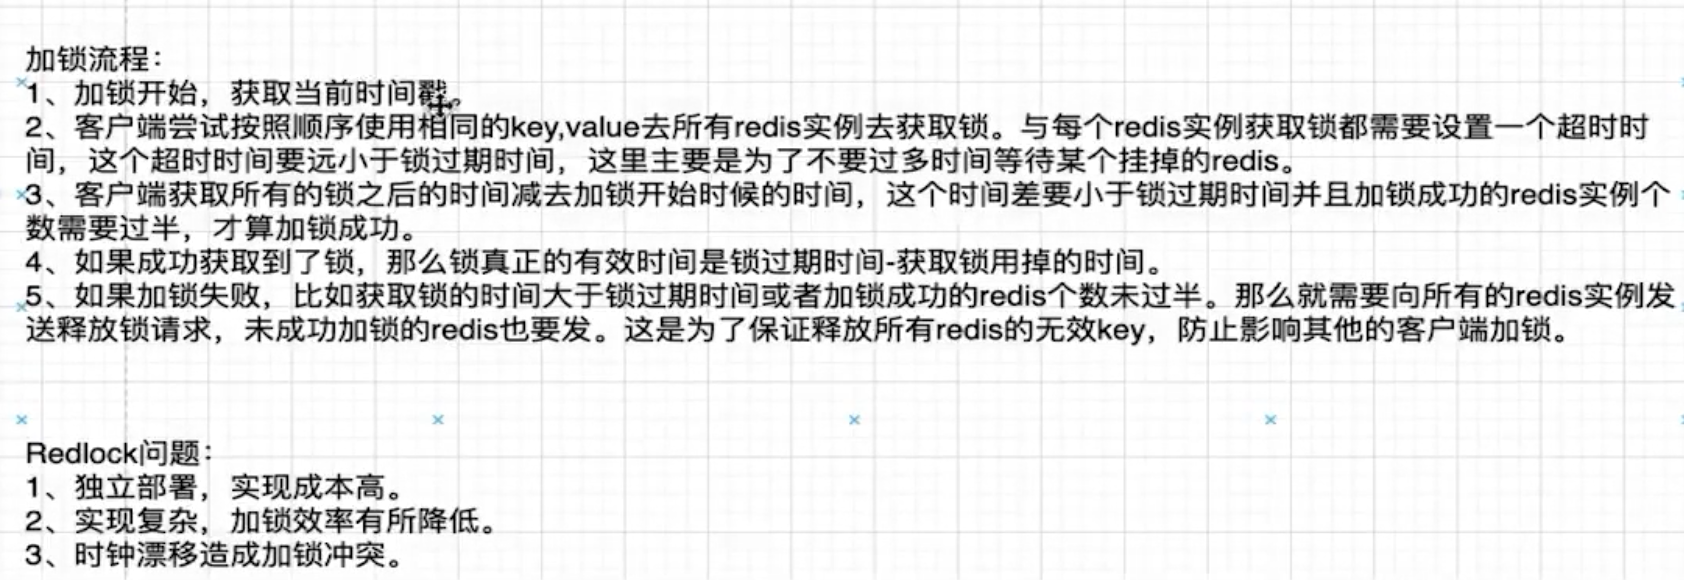 加锁流程：
1、加锁开始，获取当前时间戳。
2、客户端尝试按照顺序使用相同的key,value去所有redis实例去获取锁。与每个redis实例获取锁都需要设置一个超时时
间，这个超时时间要远小于锁过期时间，这里主要是为了不要过多时间等待某个挂掉的redis。
3、客户端获取所有的锁之后的时间减去加锁开始时候的时间，这个时间差要小于锁过期时间并且加锁成功的redis实例个
数需要过半，才算加锁成功。
4、如果成功获取到了锁，那么锁真正的有效时间是锁过期时间-获取锁用掉的时间。
5、如果加锁失败，比如获取锁的时间大于锁过期时间或者加锁成功的redis个数未过半。那么就需要向所有的redis实例发
送释放锁请求，未成功加锁的redis也要发。这是为了保证释放所有redis的无效key，防止影响其他的客户端加锁。
Redlock问题：
1、独立部署，实现成本高。
2、实现复杂，加锁效率有所降低。
3、时钟漂移造成加锁冲突。